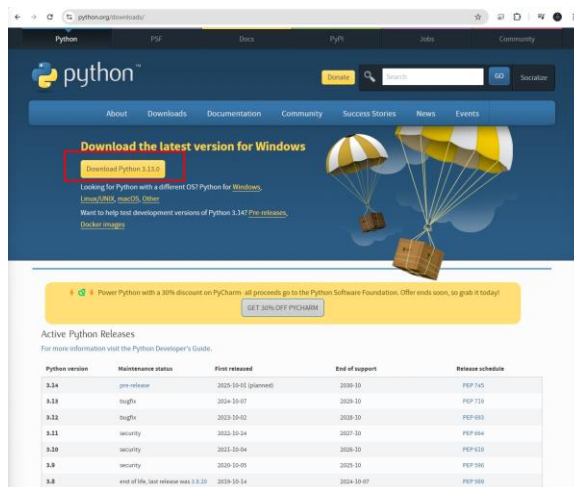 python.org/downloads/
Python PSF Docs PyPI Jobs Community
python™
Donate Search GO Socialize
About Downloads Documentation Community Success Stories News Events
Download the latest version for Windows
Download Python 3.13.0
Looking for Python with a different OS? Python for Windows,
Linux/UNIX, macOS, Other
Want to help test development versions of Python 3.14? Pre-releases,
Docker images
Power Python with a 30% discount on PyCharm all proceeds go to the Python Software Foundation. Offer ends soon, so grab it today!
GET 30% OFF PYCHARM
Active Python Releases
For more information visit the Python Developer's Guide.
Python version Maintenance status First released End of support Release schedule
3.14 pre-release 2025-10-01 (planned) 2030-10 PEP 745
3.13 bugfix 2024-10-07 2029-10 PEP 719
3.12 bugfix 2023-10-02 2028-10 PEP 693
3.11 security 2022-10-24 2027-10 PEP 664
3.10 security 2021-10-04 2026-10 PEP 619
3.9 security 2020-10-05 2025-10 PEP 596
3.8 end of life, last release was 3.8.20 2019-10-14 2024-10-07 PEP 569